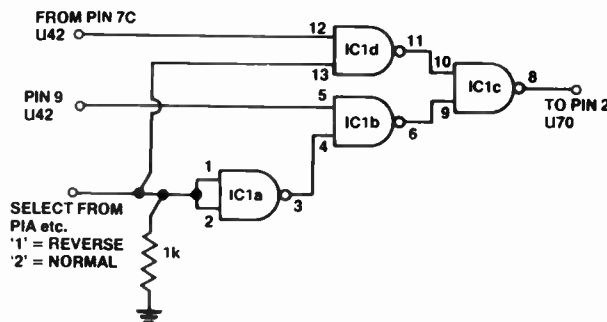 FROM PIN 7C
U42
12
13
IC1d
11
PIN 9
U42
5
4
IC1b
6
10
9
IC1c
8
TO PIN 2
U70
1
2
IC1a
3
SELECT FROM
PIA etc.
'1' = REVERSE
'2' = NORMAL
1k